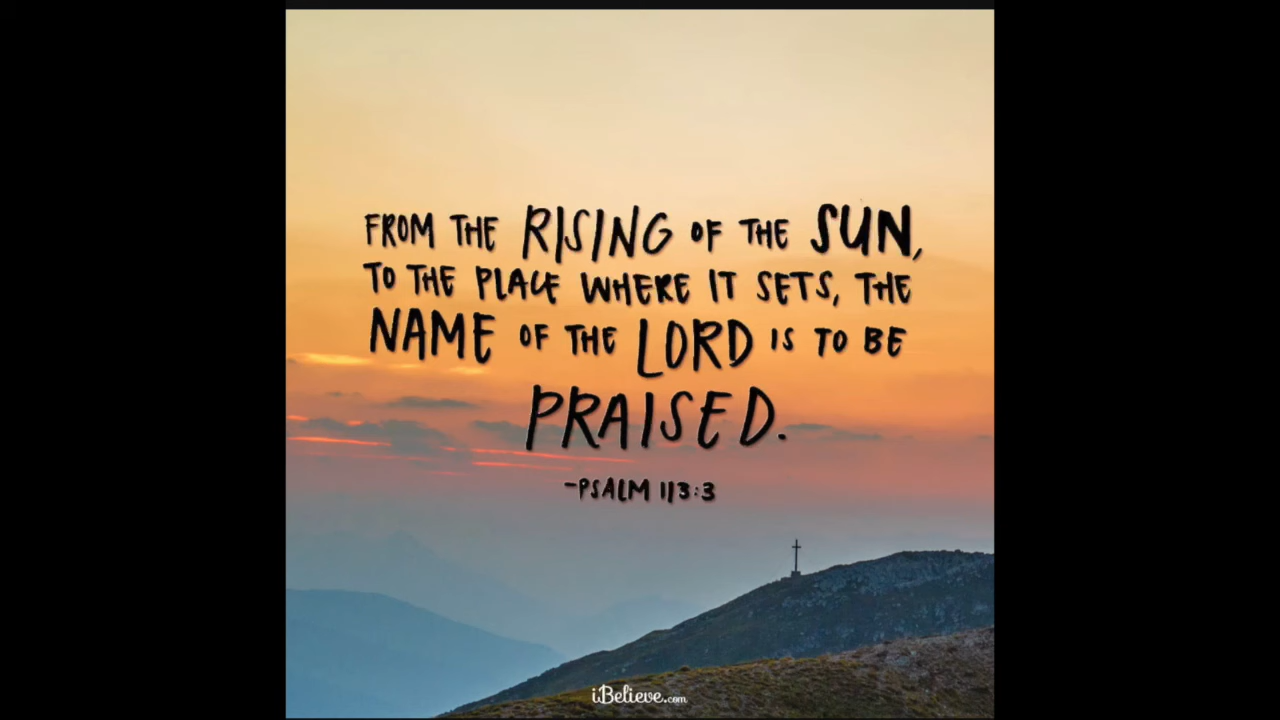 FROM THE RISING OF THE SUN,
TO THE PLACE WHERE IT SETS, THE
NAME OF THE LORD IS TO BE
PRAISED.
-PSALM 113:3
iBelieve.com